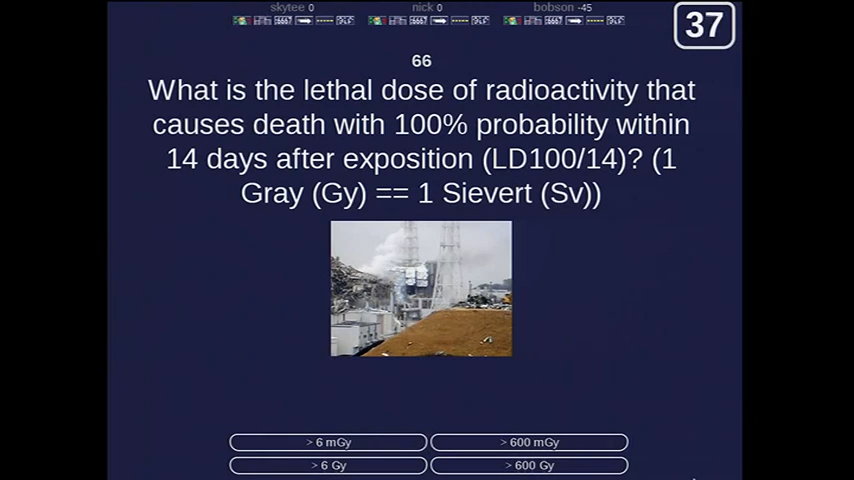 skytee 0 nick 0 bobson -45
37
66
What is the lethal dose of radioactivity that
causes death with 100% probability within
14 days after exposition (LD100/14)? (1
Gray (Gy) == 1 Sievert (Sv))
> 6 mGy > 600 mGy
> 6 Gy > 600 Gy